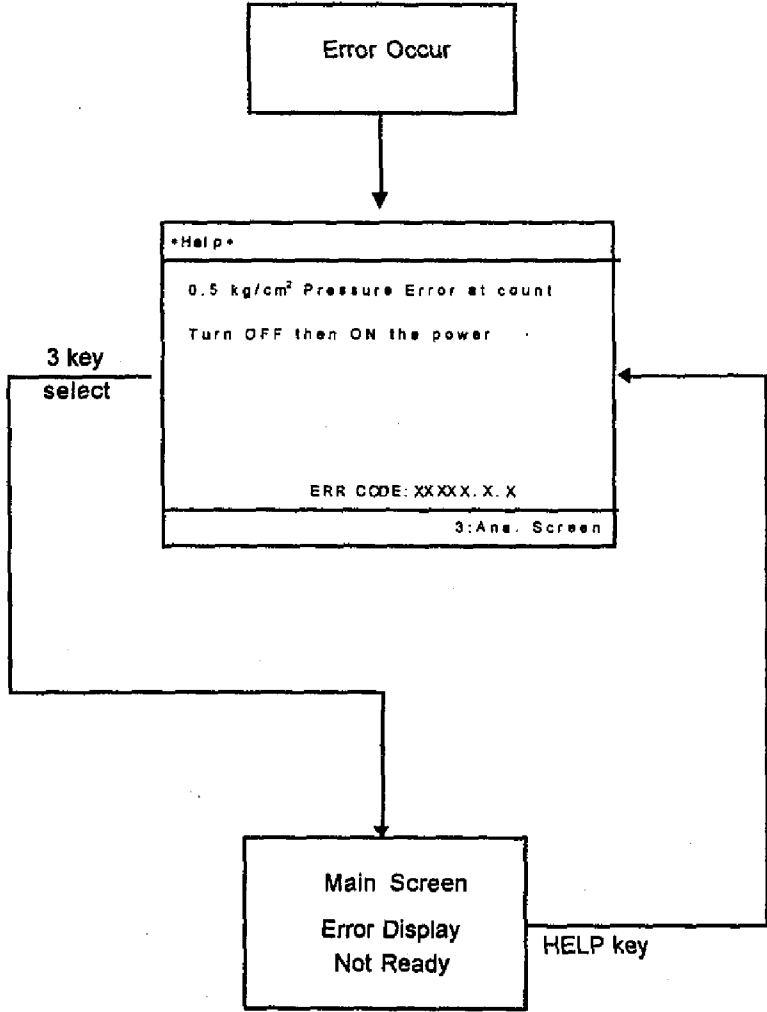 Error Occur
*Help*
0.5 kg/cm² Pressure Error at count
Turn OFF then ON the power
3 key
select
ERR CODE: XXXXX. X. X
3:Ana. Screen
Main Screen
Error Display
Not Ready
HELP key